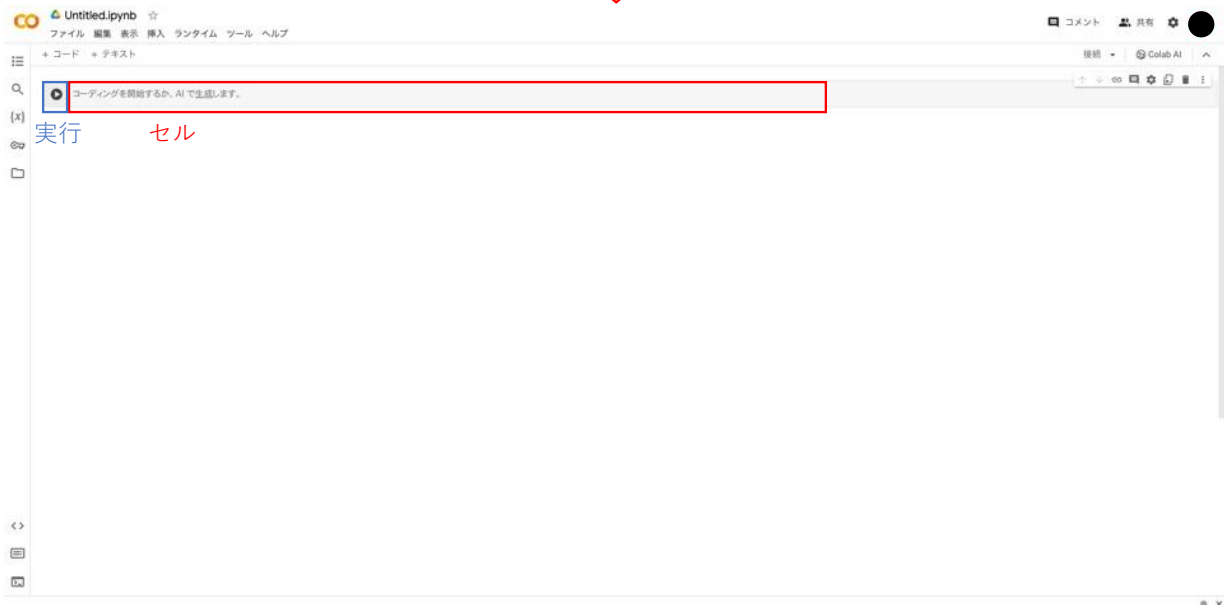 Untitled.ipynb
コメント 共有
ファイル 編集 表示 挿入 ランタイム ツール ヘルプ
+ コード + テキスト
接続 Colab AI
コーディングを開始するか、AI で生成します。
{x}
実行 セル